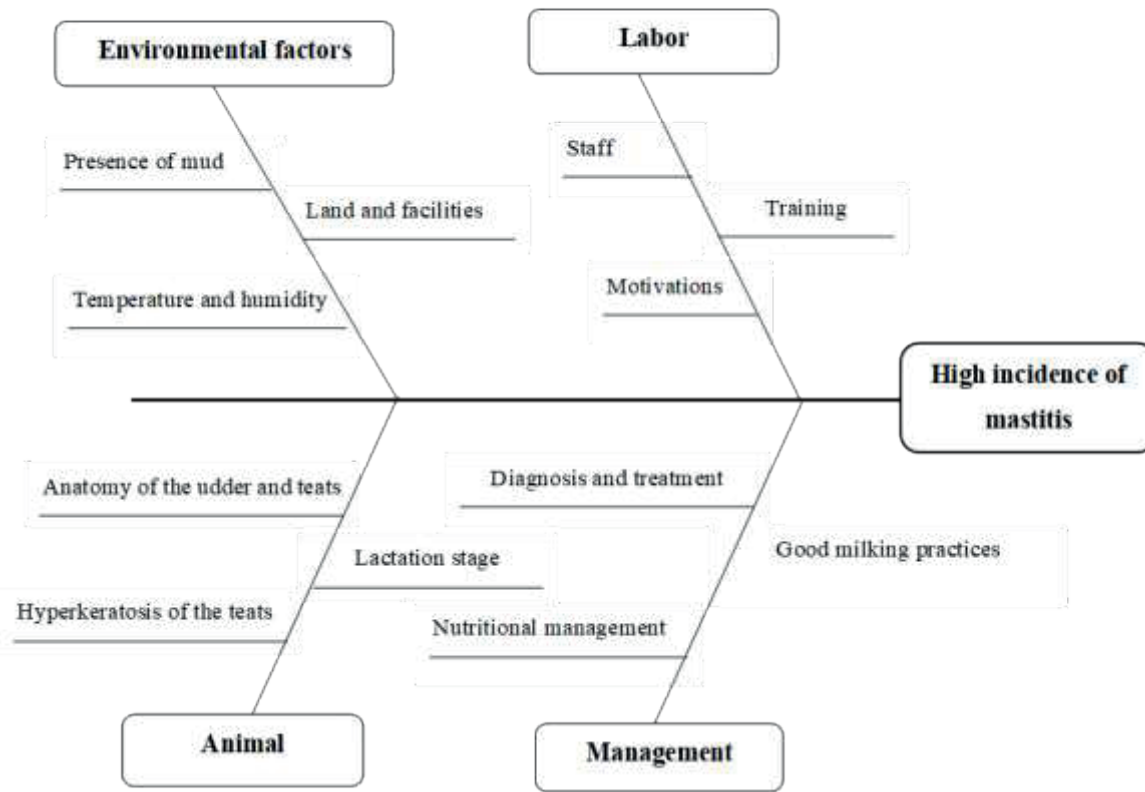 Environmental factors
Labor
Presence of mud
Land and facilities
Temperature and humidity
Staff
Training
Motivations
High incidence of
mastitis
Anatomy of the udder and teats
Lactation stage
Hyperkeratosis of the teats
Diagnosis and treatment
Good milking practices
Nutritional management
Animal
Management